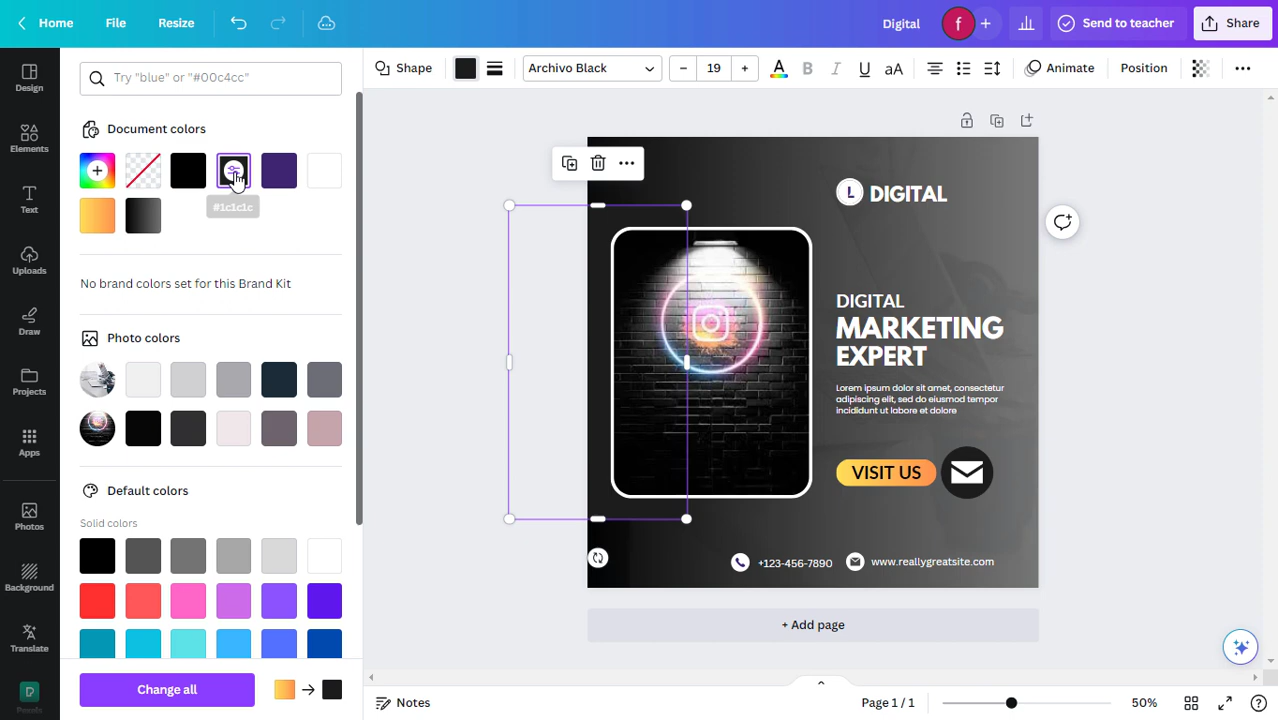 Home
File
Resize
Digital
f
Send to teacher
Share
Design
Elements
Text
Uploads
Draw
Projects
Apps
Photos
Background
Translate
Try "blue" or "#00c4cc"
Document colors
#1c1c1c
No brand colors set for this Brand Kit
Photo colors
Default colors
Solid colors
Change all
Shape
Archivo Black
19
A
B
I
U
aA
Animate
Position
L
DIGITAL
DIGITAL
MARKETING
EXPERT
Lorem ipsum dolor sit amet, consectetur
adipiscing elit, sed do eiusmod tempor
incididunt ut labore et dolore
VISIT US
+123-456-7890
www.reallygreatsite.com
+ Add page
Notes
Page 1 / 1
50%